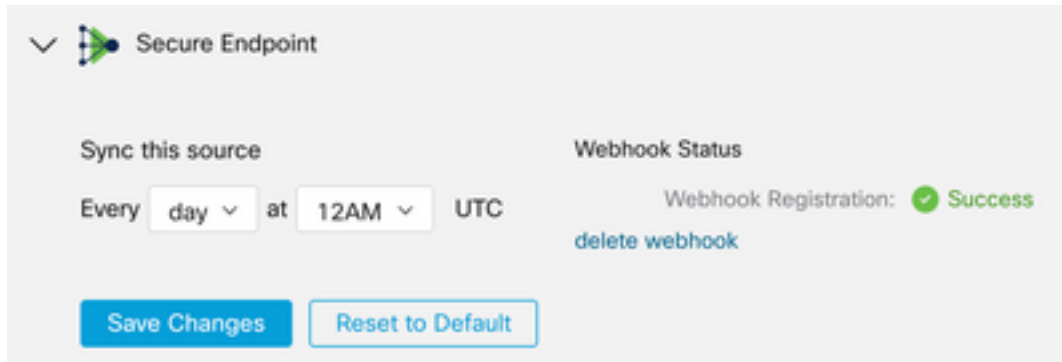 Secure Endpoint
Sync this source
Every day at 12AM UTC
Webhook Status
Webhook Registration: Success
delete webhook
Save Changes Reset to Default